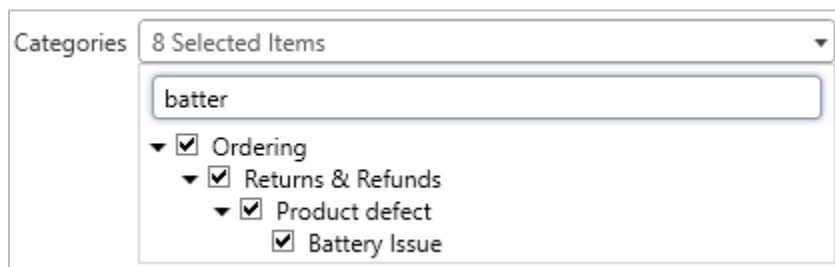 Categories 8 Selected Items
batter
Ordering
Returns & Refunds
Product defect
Battery Issue